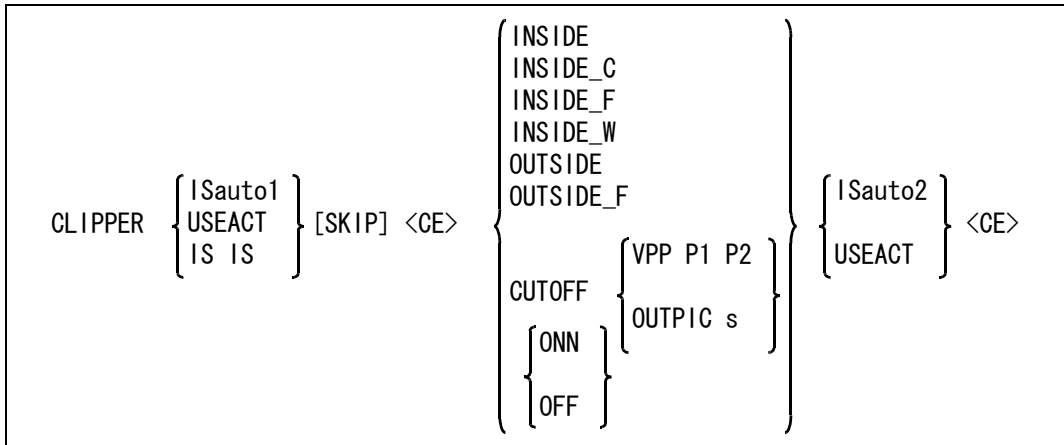 CLIPPER
ISauto1
USEACT
IS IS
[SKIP] <CE>
INSIDE
INSIDE_C
INSIDE_F
INSIDE_W
OUTSIDE
OUTSIDE_F
CUTOFF
VPP P1 P2
OUTPIC s
ONN
OFF
ISauto2
USEACT
<CE>